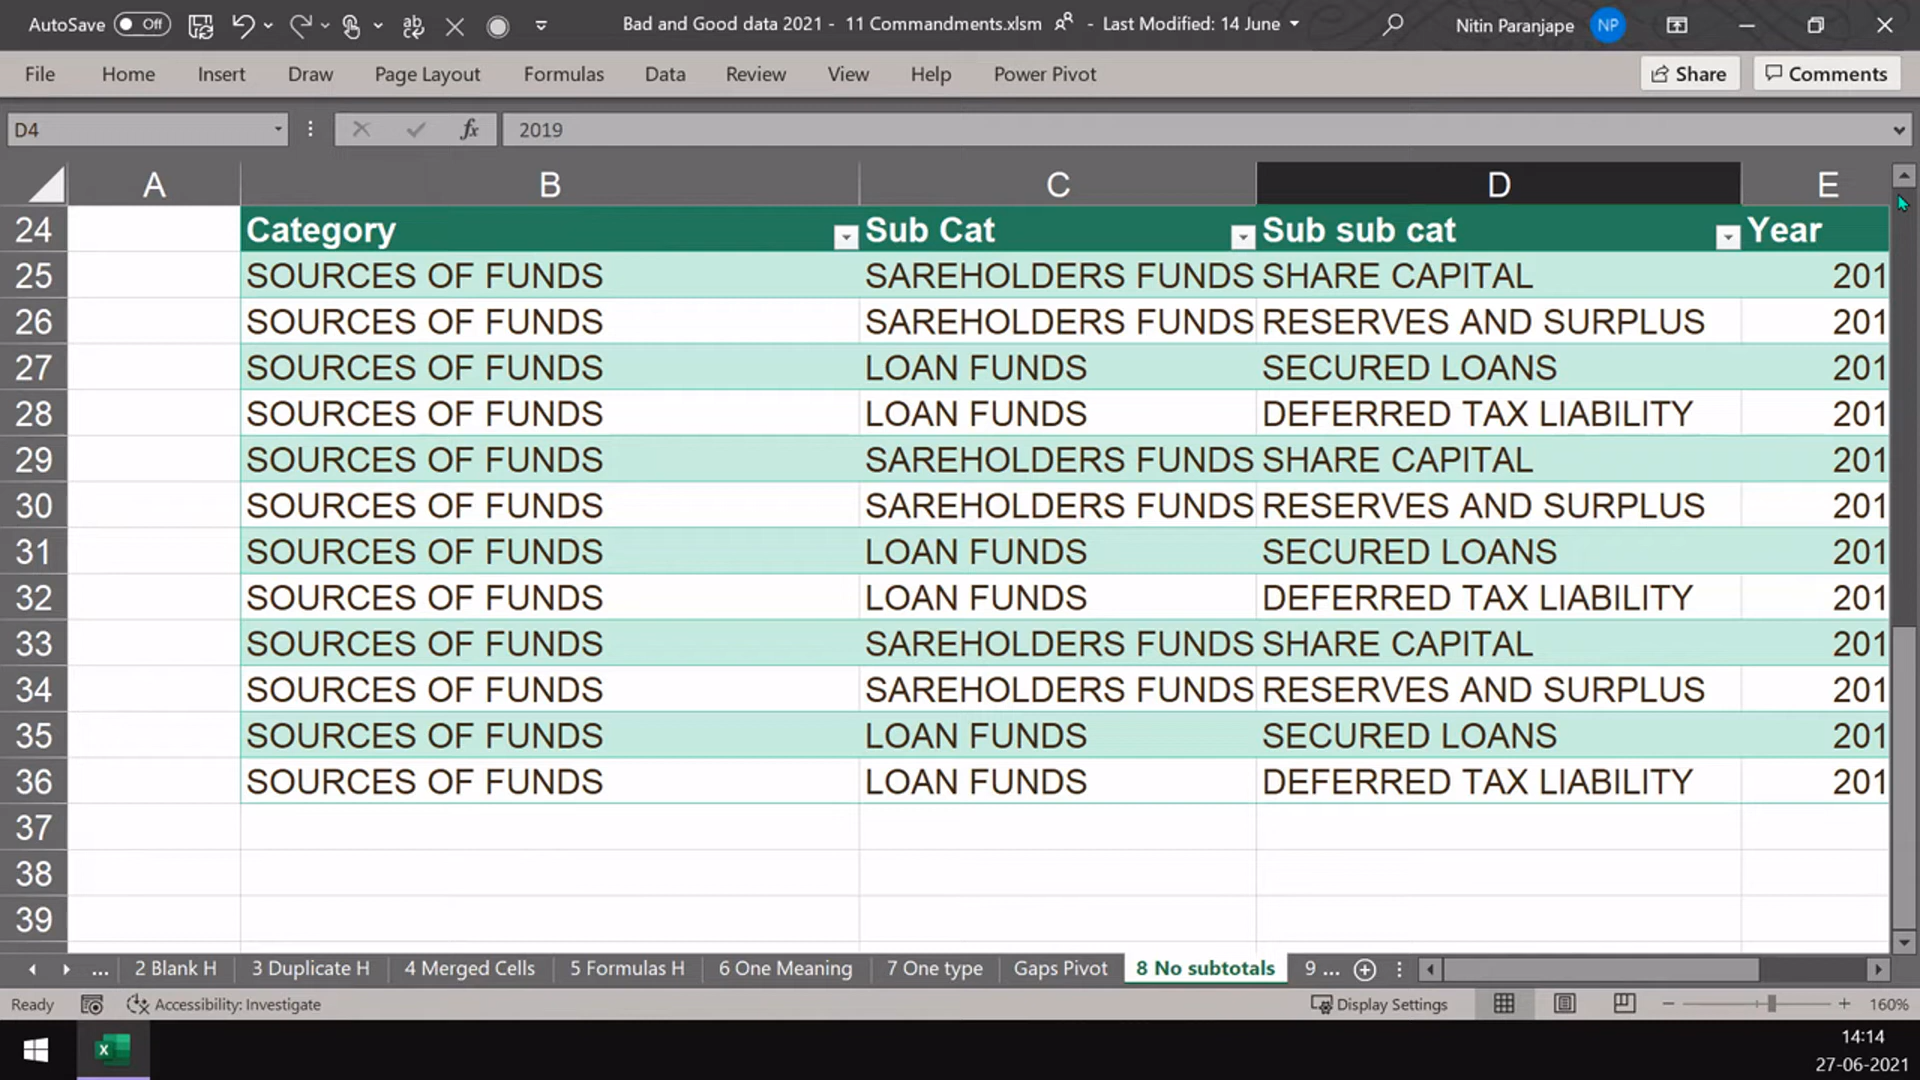 AutoSave Off Bad and Good data 2021 - 11 Commandments.xlsm - Last Modified: 14 June Nitin Paranjape NP
File Home Insert Draw Page Layout Formulas Data Review View Help Power Pivot Share Comments
D4 fx 2019
A B C D E
24 Category Sub Cat Sub sub cat Year
25 SOURCES OF FUNDS SAREHOLDERS FUNDS SHARE CAPITAL 201
26 SOURCES OF FUNDS SAREHOLDERS FUNDS RESERVES AND SURPLUS 201
27 SOURCES OF FUNDS LOAN FUNDS SECURED LOANS 201
28 SOURCES OF FUNDS LOAN FUNDS DEFERRED TAX LIABILITY 201
29 SOURCES OF FUNDS SAREHOLDERS FUNDS SHARE CAPITAL 201
30 SOURCES OF FUNDS SAREHOLDERS FUNDS RESERVES AND SURPLUS 201
31 SOURCES OF FUNDS LOAN FUNDS SECURED LOANS 201
32 SOURCES OF FUNDS LOAN FUNDS DEFERRED TAX LIABILITY 201
33 SOURCES OF FUNDS SAREHOLDERS FUNDS SHARE CAPITAL 201
34 SOURCES OF FUNDS SAREHOLDERS FUNDS RESERVES AND SURPLUS 201
35 SOURCES OF FUNDS LOAN FUNDS SECURED LOANS 201
36 SOURCES OF FUNDS LOAN FUNDS DEFERRED TAX LIABILITY 201
37
38
39
... 2 Blank H 3 Duplicate H 4 Merged Cells 5 Formulas H 6 One Meaning 7 One type Gaps Pivot 8 No subtotals 9 ...
Ready Accessibility: Investigate Display Settings 160%
14:14
27-06-2021